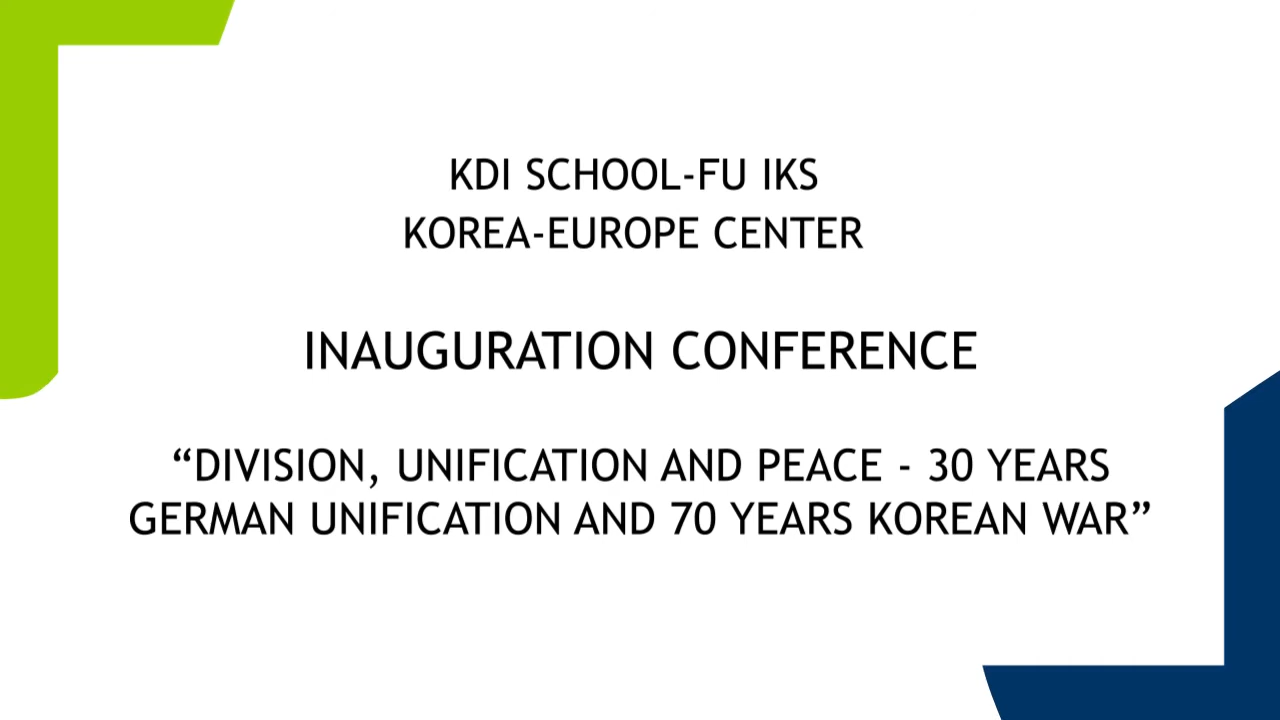 KDI SCHOOL-FU IKS
KOREA-EUROPE CENTER
INAUGURATION CONFERENCE
“DIVISION, UNIFICATION AND PEACE - 30 YEARS
GERMAN UNIFICATION AND 70 YEARS KOREAN WAR”